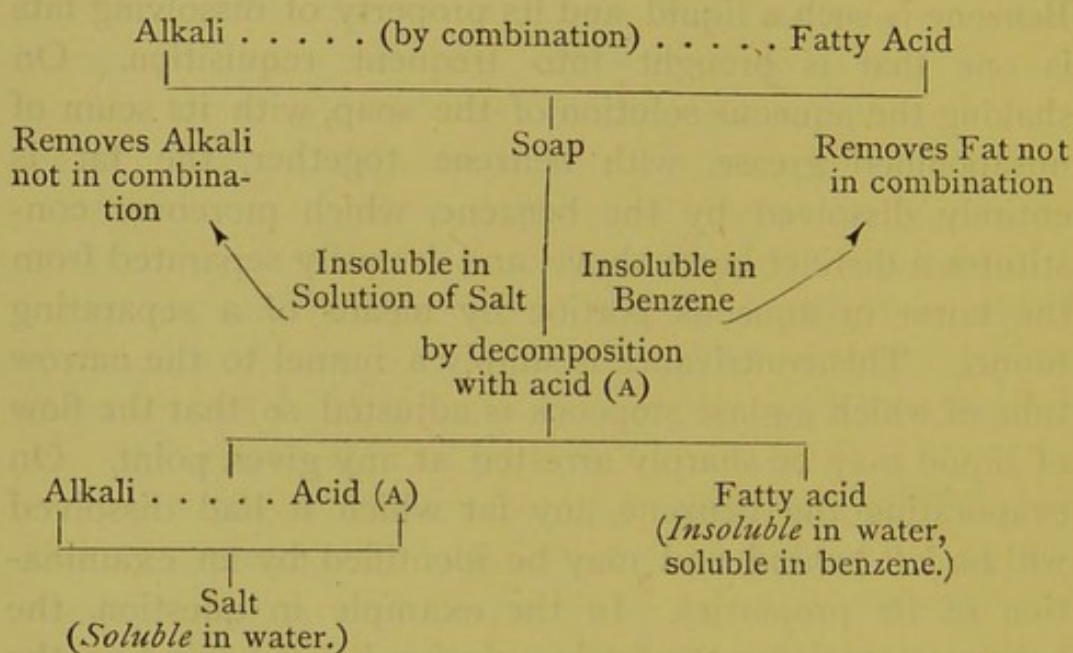 Alkali . . . . . (by combination) . . . . . Fatty Acid
Soap
Removes Alkali
not in combina-
tion
Removes Fat not
in combination
Insoluble in
Solution of Salt
Insoluble in
Benzene
by decomposition
with acid (A)
Alkali . . . . . . Acid (A)
Fatty acid
(Insoluble in water,
soluble in benzene.)
Salt
(Soluble in water.)